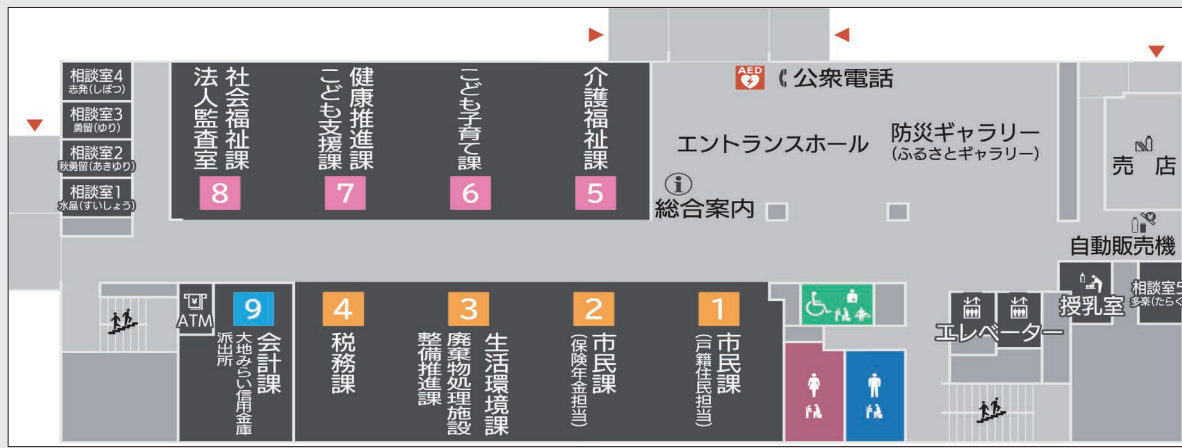 相談室4
志発(しぼつ)
相談室3
勇留(ゆり)
相談室2
秋勇留(あきゆり)
相談室1
水晶(すいしょう)
社会福祉課
法人監査室
8
健康推進課
こども支援課
7
こども子育て課
6
介護福祉課
5
AED
公衆電話
エントランスホール
防災ギャラリー
(ふるさとギャラリー)
総合案内
売店
自動販売機
ATM
9
会計課
大地みらい信用金庫
派出所
4
税務課
3
生活環境課
廃棄物処理施設
整備推進課
2
市民課
(保険年金担当)
1
市民課
(戸籍住民担当)
エレベーター
授乳室
相談室5
多楽(たらく